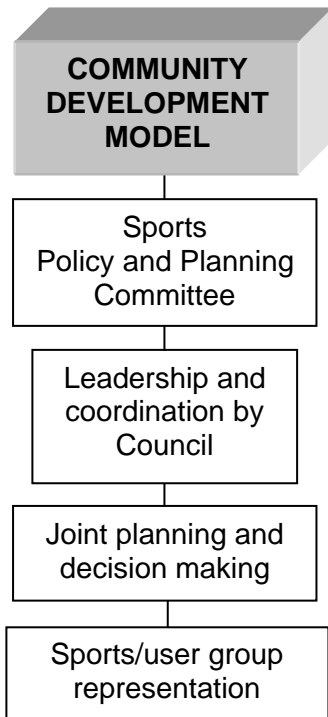 COMMUNITY
DEVELOPMENT
MODEL
Sports
Policy and Planning
Committee
Leadership and
coordination by
Council
Joint planning and
decision making
Sports/user group
representation